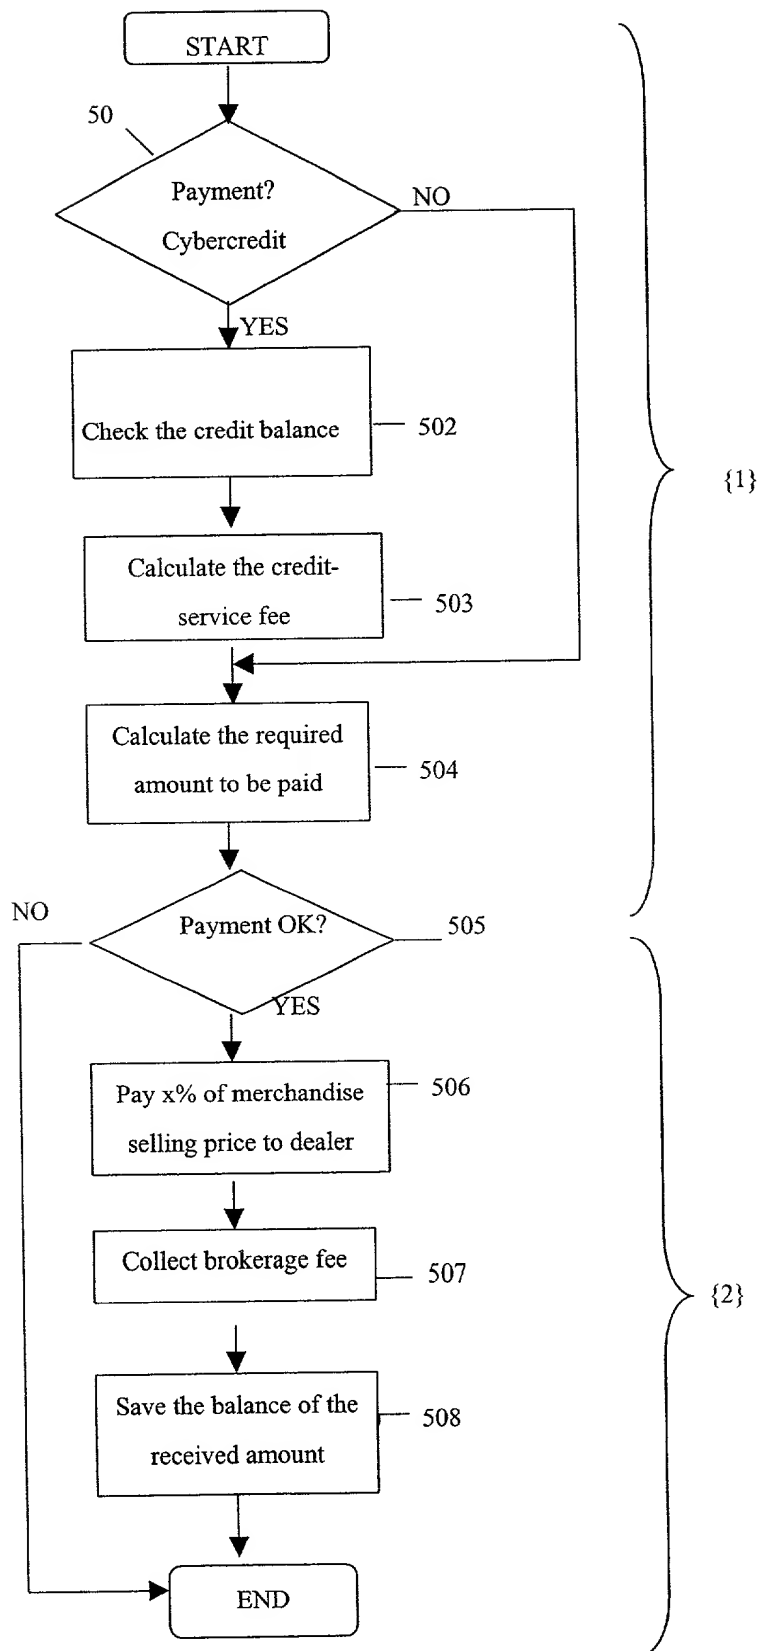 START
50
Payment?
Cybercredit
NO
YES
Check the credit balance
502
Calculate the credit-
service fee
503
{1}
Calculate the required
amount to be paid
504
NO
Payment OK?
505
YES
Pay x% of merchandise
selling price to dealer
506
Collect brokerage fee
507
{2}
Save the balance of the
received amount
508
END